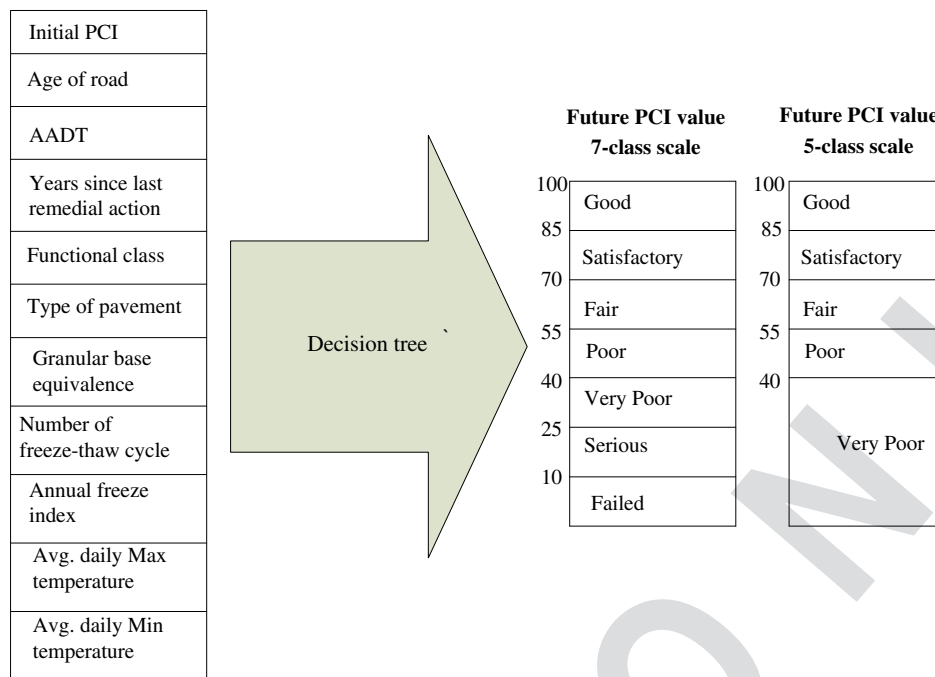 Initial PCI
Age of road
AADT
Years since last
remedial action
Functional class
Type of pavement
Granular base
equivalence
Number of
freeze-thaw cycle
Annual freeze
index
Avg. daily Max
temperature
Avg. daily Min
temperature
Decision tree `
Future PCI value
7-class scale
100
Good
85
Satisfactory
70
Fair
55
Poor
40
Very Poor
25
Serious
10
Failed
Future PCI value
5-class scale
100
Good
85
Satisfactory
70
Fair
55
Poor
40
Very Poor